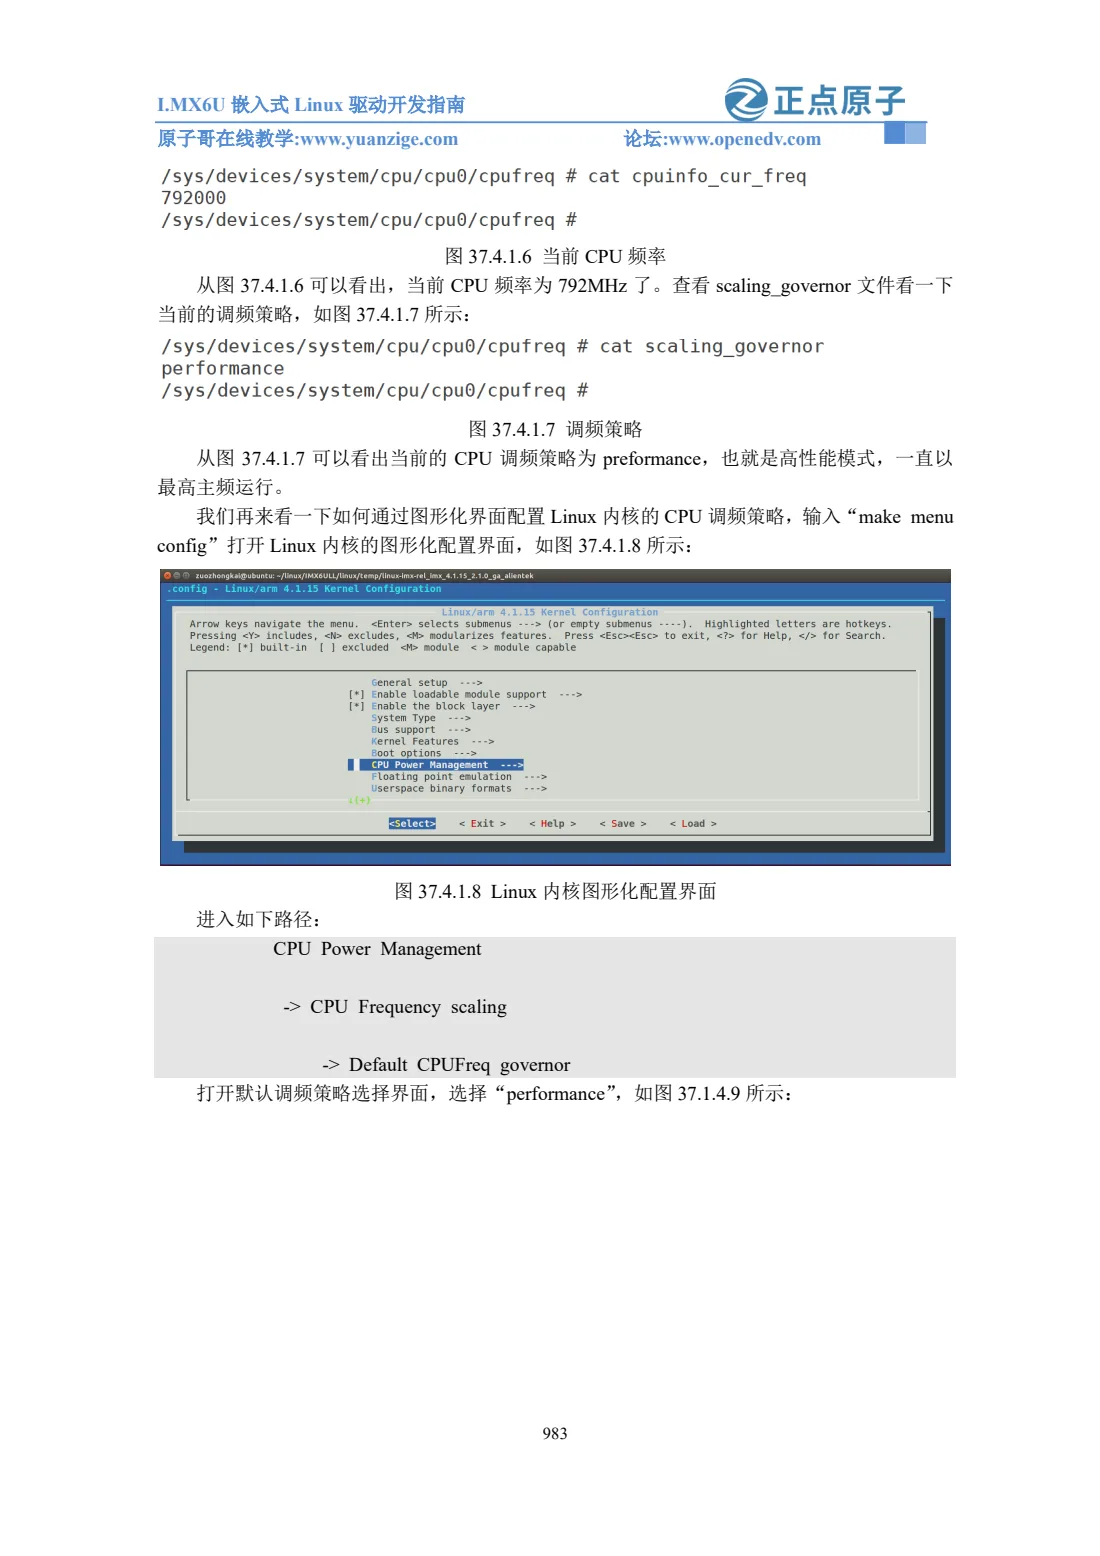 I.MX6U 嵌入式 Linux 驱动开发指南
正点原子
原子哥在线教学:www.yuanzige.com 论坛:www.openedv.com
/sys/devices/system/cpu/cpu0/cpufreq # cat cpuinfo_cur_freq
792000
/sys/devices/system/cpu/cpu0/cpufreq #
图 37.4.1.6 当前 CPU 频率
从图 37.4.1.6 可以看出，当前 CPU 频率为 792MHz 了。查看 scaling_governor 文件看一下
当前的调频策略，如图 37.4.1.7 所示：
/sys/devices/system/cpu/cpu0/cpufreq # cat scaling_governor
performance
/sys/devices/system/cpu/cpu0/cpufreq #
图 37.4.1.7 调频策略
从图 37.4.1.7 可以看出当前的 CPU 调频策略为 preformance，也就是高性能模式，一直以
最高主频运行。
我们再来看一下如何通过图形化界面配置 Linux 内核的 CPU 调频策略，输入“make menu
config”打开 Linux 内核的图形化配置界面，如图 37.4.1.8 所示：
zuozhongkai@ubuntu: ~/linux/IMX6ULL/linux/temp/linux-imx-rel_imx_4.1.15_2.1.0_ga_alientek
.config - Linux/arm 4.1.15 Kernel Configuration
Linux/arm 4.1.15 Kernel Configuration
Arrow keys navigate the menu. <Enter> selects submenus ---> (or empty submenus ----). Highlighted letters are hotkeys.
Pressing <Y> includes, <N> excludes, <M> modularizes features. Press <Esc><Esc> to exit, <?> for Help, </> for Search.
Legend: [*] built-in [ ] excluded <M> module < > module capable
General setup --->
[*] Enable loadable module support --->
[*] Enable the block layer --->
System Type --->
Bus support --->
Kernel Features --->
Boot options --->
CPU Power Management --->
Floating point emulation --->
Userspace binary formats --->
↓(+)
<Select> < Exit > < Help > < Save > < Load >
图 37.4.1.8 Linux 内核图形化配置界面
进入如下路径：
CPU Power Management
-> CPU Frequency scaling
-> Default CPUFreq governor
打开默认调频策略选择界面，选择“performance”，如图 37.1.4.9 所示：
983